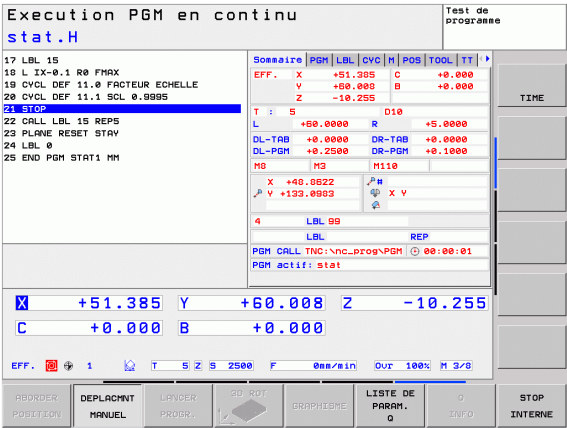 Execution PGM en continu
stat.H
Test de
programme
17 LBL 15
18 L IX-0.1 R0 FMAX
19 CYCL DEF 11.0 FACTEUR ECHELLE
20 CYCL DEF 11.1 SCL 0.9995
21 STOP
22 CALL LBL 15 REP5
23 PLANE RESET STAY
24 LBL 0
25 END PGM STAT1 MM
Sommaire PGM LBL CYC M POS TOOL TT
EFF. X +51.385 C +0.000
Y +60.008 B +0.000
Z -10.255
T : 5 D10
L +60.0000 R +5.0000
DL-TAB +0.0000 DR-TAB +0.0000
DL-PGM +0.2500 DR-PGM +0.1000
M8 M3 M110
X +48.8622 #
Y +133.0983 X Y
4 LBL 99
LBL REP
PGM CALL TNC:\nc_prog\PGM 00:00:01
PGM actif: stat
X +51.385 Y +60.008 Z -10.255
C +0.000 B +0.000
EFF. 1 T 5 Z S 2500 F 0mm/min Ovr 100% M 3/8
TIME
ABORDER
POSITION
DEPLACMNT
MANUEL
LANCER
PROGR.
3D ROT
GRAPHISME
LISTE DE
PARAM.
Q
Q
INFO
STOP
INTERNE